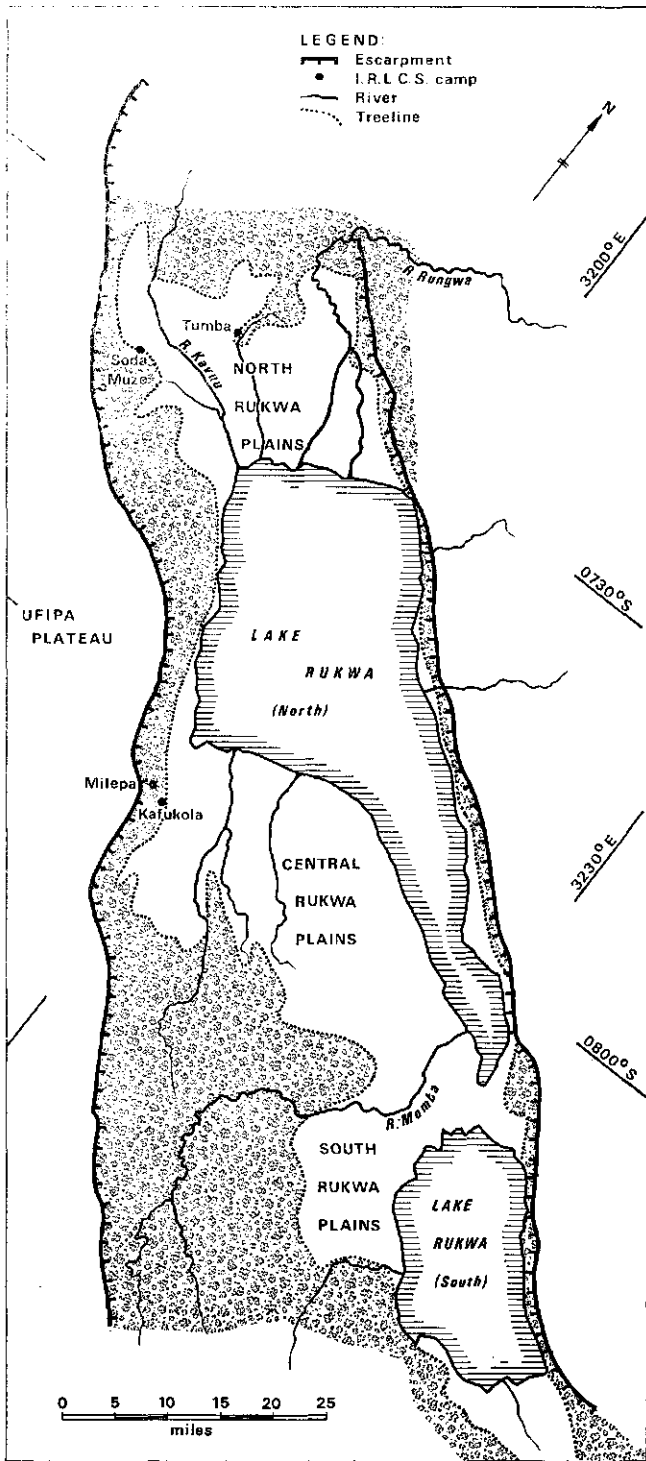 LEGEND:
Escarpment
I.R.L.C.S. camp
River
Treeline
N
3200°E
R. Rungwa
Tumba
R. Kavuu
Soda
Muze
NORTH
RUKWA
PLAINS
0730°S
UFIPA
PLATEAU
LAKE
RUKWA
(North)
Milepa
Kafukola
3230°E
CENTRAL
RUKWA
PLAINS
0800°S
R. Momba
SOUTH
RUKWA
PLAINS
LAKE
RUKWA
(South)
0 5 10 15 20 25
miles